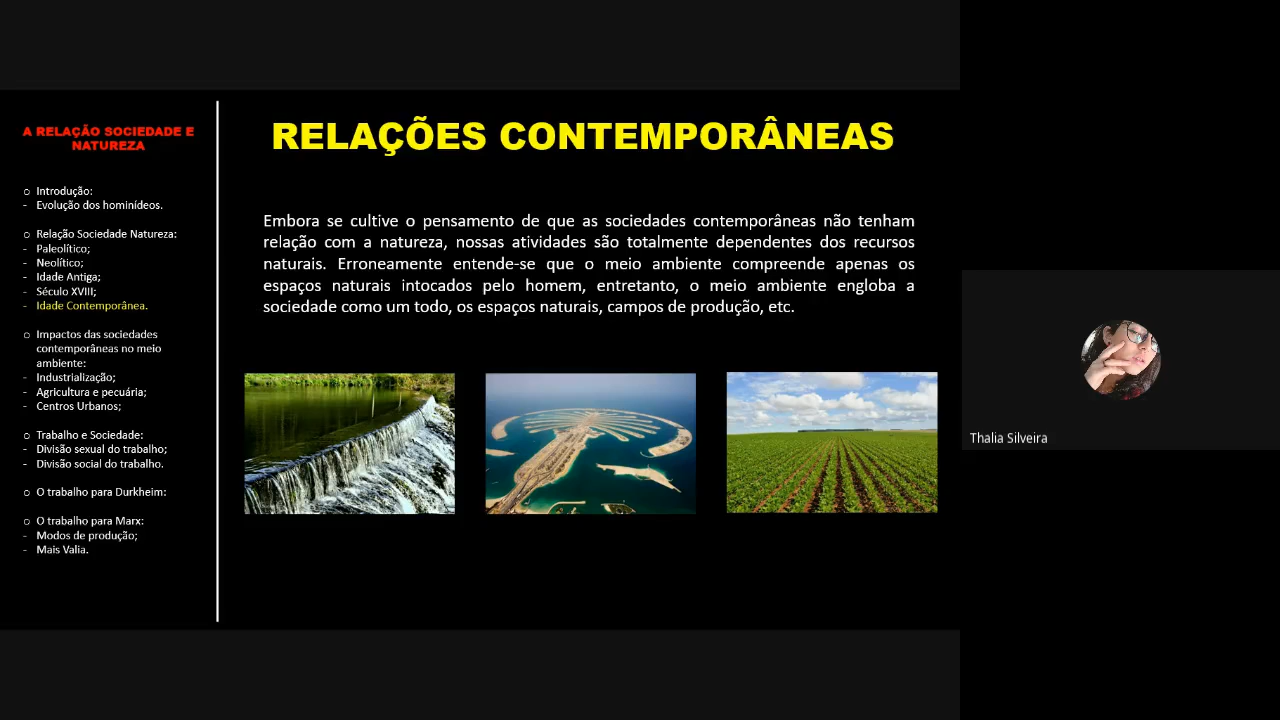 A RELAÇÃO SOCIEDADE E
NATUREZA
o Introdução:
- Evolução dos hominídeos.
o Relação Sociedade Natureza:
- Paleolítico;
- Neolítico;
- Idade Antiga;
- Século XVIII;
- Idade Contemporânea.
o Impactos das sociedades
contemporâneas no meio
ambiente:
- Industrialização;
- Agricultura e pecuária;
- Centros Urbanos;
o Trabalho e Sociedade:
- Divisão sexual do trabalho;
- Divisão social do trabalho.
o O trabalho para Durkheim:
o O trabalho para Marx:
- Modos de produção;
- Mais Valia.
RELAÇÕES CONTEMPORÂNEAS
Embora se cultive o pensamento de que as sociedades contemporâneas não tenham
relação com a natureza, nossas atividades são totalmente dependentes dos recursos
naturais. Erroneamente entende-se que o meio ambiente compreende apenas os
espaços naturais intocados pelo homem, entretanto, o meio ambiente engloba a
sociedade como um todo, os espaços naturais, campos de produção, etc.
Thalia Silveira